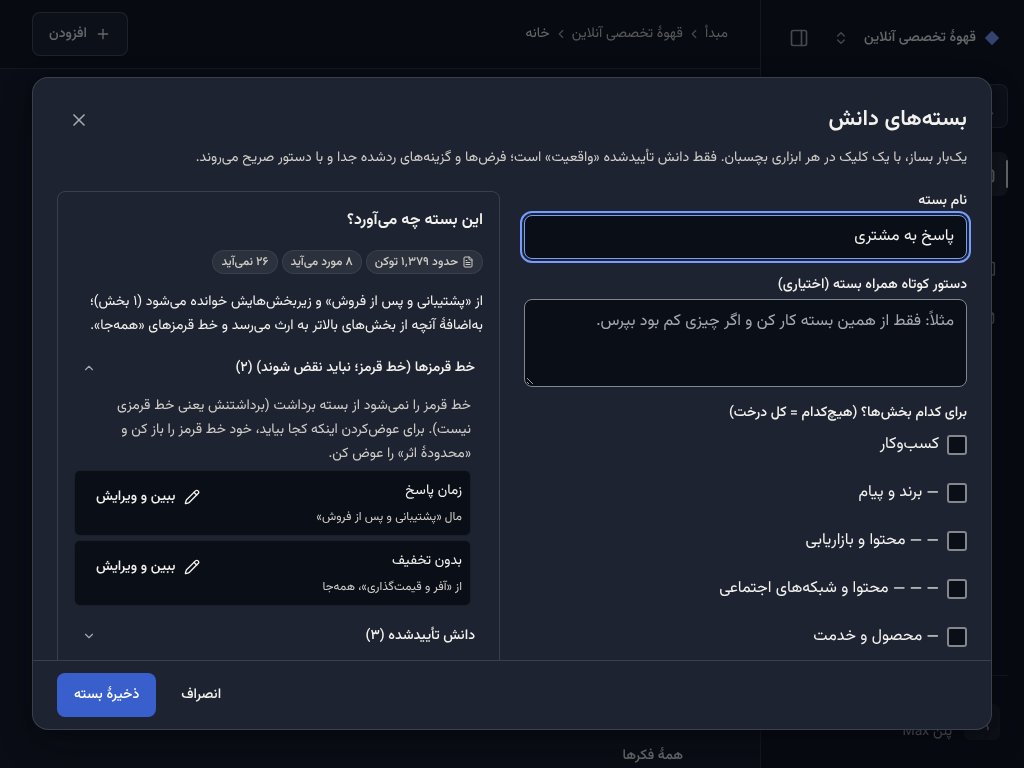 قهوهٔ تخصصی آنلاین
مبدأ › قهوهٔ تخصصی آنلاین › خانه
افزودن
بسته‌های دانش
یک‌بار بساز، با یک کلیک در هر ابزاری بچسبان. فقط دانش تأییدشده «واقعیت» است؛ فرض‌ها و گزینه‌های ردشده جدا و با دستور صریح می‌روند.
نام بسته
پاسخ به مشتری
دستور کوتاه همراه بسته (اختیاری)
مثلاً: فقط از همین بسته کار کن و اگر چیزی کم بود بپرس.
برای کدام بخش‌ها؟ (هیچ‌کدام = کل درخت)
کسب‌وکار
— برند و پیام
— — محتوا و بازاریابی
— — — محتوا و شبکه‌های اجتماعی
— محصول و خدمت
این بسته چه می‌آورد؟
حدود ۱,۳۷۹ توکن
۸ مورد می‌آید
۲۶ نمی‌آید
از «پشتیبانی و پس از فروش» و زیربخش‌هایش خوانده می‌شود (۱ بخش)؛
به‌اضافهٔ آنچه از بخش‌های بالاتر به ارث می‌رسد و خط قرمزهای «همه‌جا».
خط قرمزها (خط قرمز؛ نباید نقض شوند) (۲)
خط قرمز را نمی‌شود از بسته برداشت (برداشتنش یعنی خط قرمزی
نیست). برای عوض‌کردن اینکه کجا بیاید، خود خط قرمز را باز کن و
«محدودهٔ اثر» را عوض کن.
زمان پاسخ
مال «پشتیبانی و پس از فروش»
ببین و ویرایش
بدون تخفیف
از «آفر و قیمت‌گذاری»، همه‌جا
ببین و ویرایش
دانش تأییدشده (۳)
انصراف
ذخیرهٔ بسته
پلن Max
همهٔ فکرها